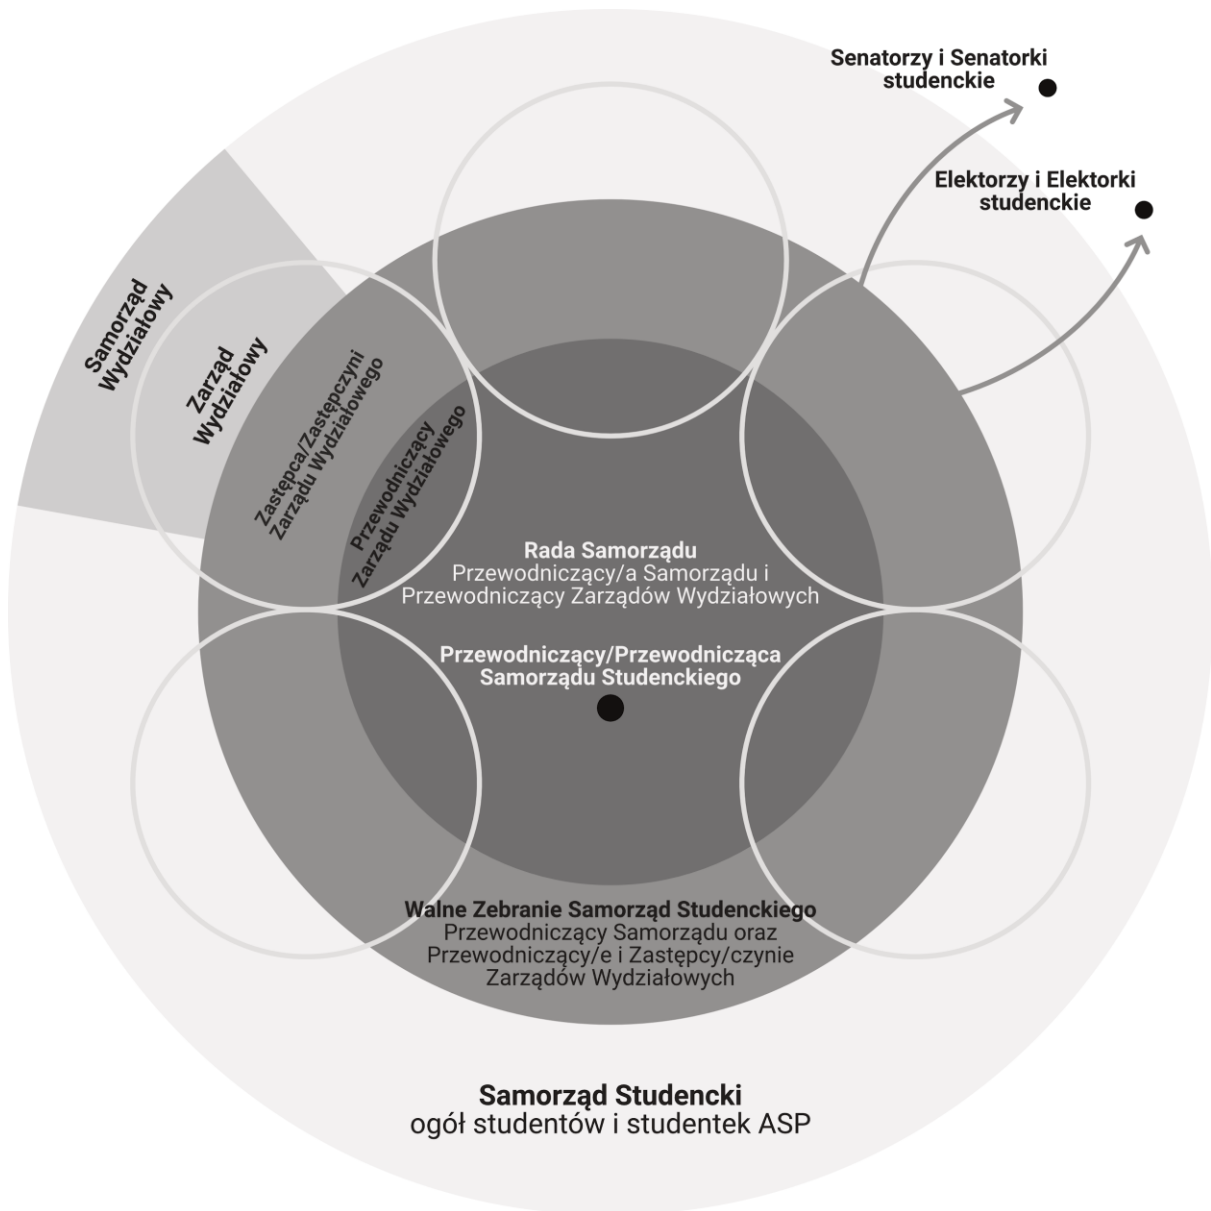 Senatorzy i Senatorki
studenckie
Elektorzy i Elektorki
studenckie
Samorząd
Wydziałowy
Zarząd
Wydziałowy
Zastępca/Zastępczyni
Zarządu Wydziałowego
Przewodniczący
Zarządu Wydziałowego
Rada Samorządu
Przewodniczący/a Samorządu i
Przewodniczący Zarządów Wydziałowych
Przewodniczący/Przewodnicząca
Samorządu Studenckiego
Walne Zebranie Samorząd Studenckiego
Przewodniczący Samorządu oraz
Przewodniczący/e i Zastępcy/czynie
Zarządów Wydziałowych
Samorząd Studencki
ogół studentów i studentek ASP